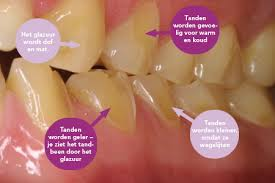 Tanden
worden gevoe-
lig voor warm
en koud
Het glazuur
wordt dof
en mat
Tanden
worden geler –
je ziet het tand-
been door het
glazuur
Tanden
worden kleiner,
omdat ze
wegslijten